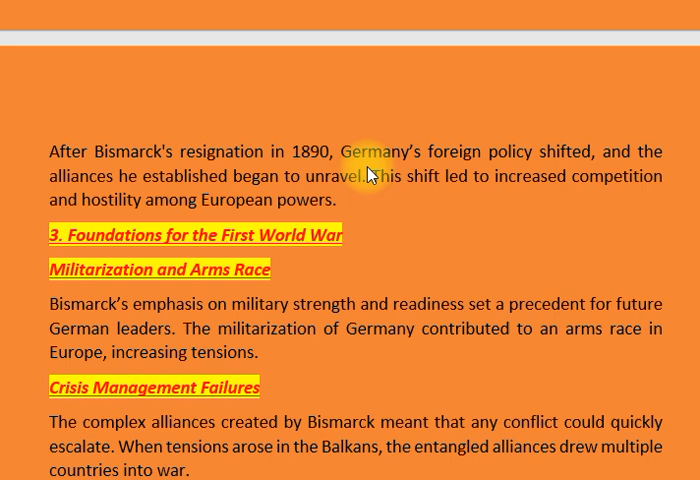 After Bismarck's resignation in 1890, Germany’s foreign policy shifted, and the
alliances he established began to unravel. This shift led to increased competition
and hostility among European powers.
3. Foundations for the First World War
Militarization and Arms Race
Bismarck’s emphasis on military strength and readiness set a precedent for future
German leaders. The militarization of Germany contributed to an arms race in
Europe, increasing tensions.
Crisis Management Failures
The complex alliances created by Bismarck meant that any conflict could quickly
escalate. When tensions arose in the Balkans, the entangled alliances drew multiple
countries into war.